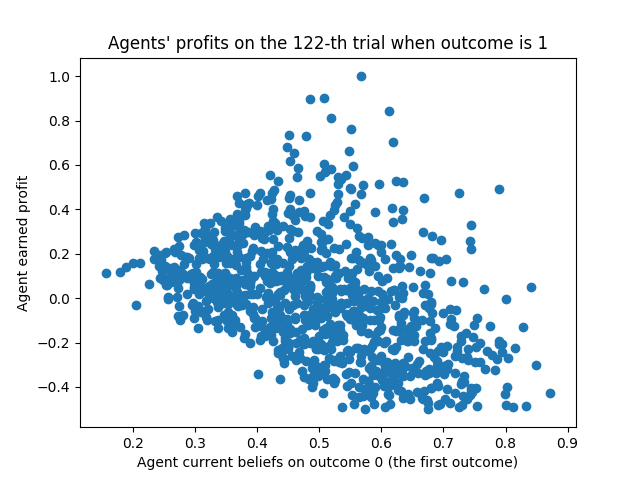 Agents' profits on the 122-th trial when outcome is 1
1.0
0.8
0.6
0.4
0.2
0.0
−0.2
−0.4
Agent earned profit
0.2 0.3 0.4 0.5 0.6 0.7 0.8 0.9
Agent current beliefs on outcome 0 (the first outcome)